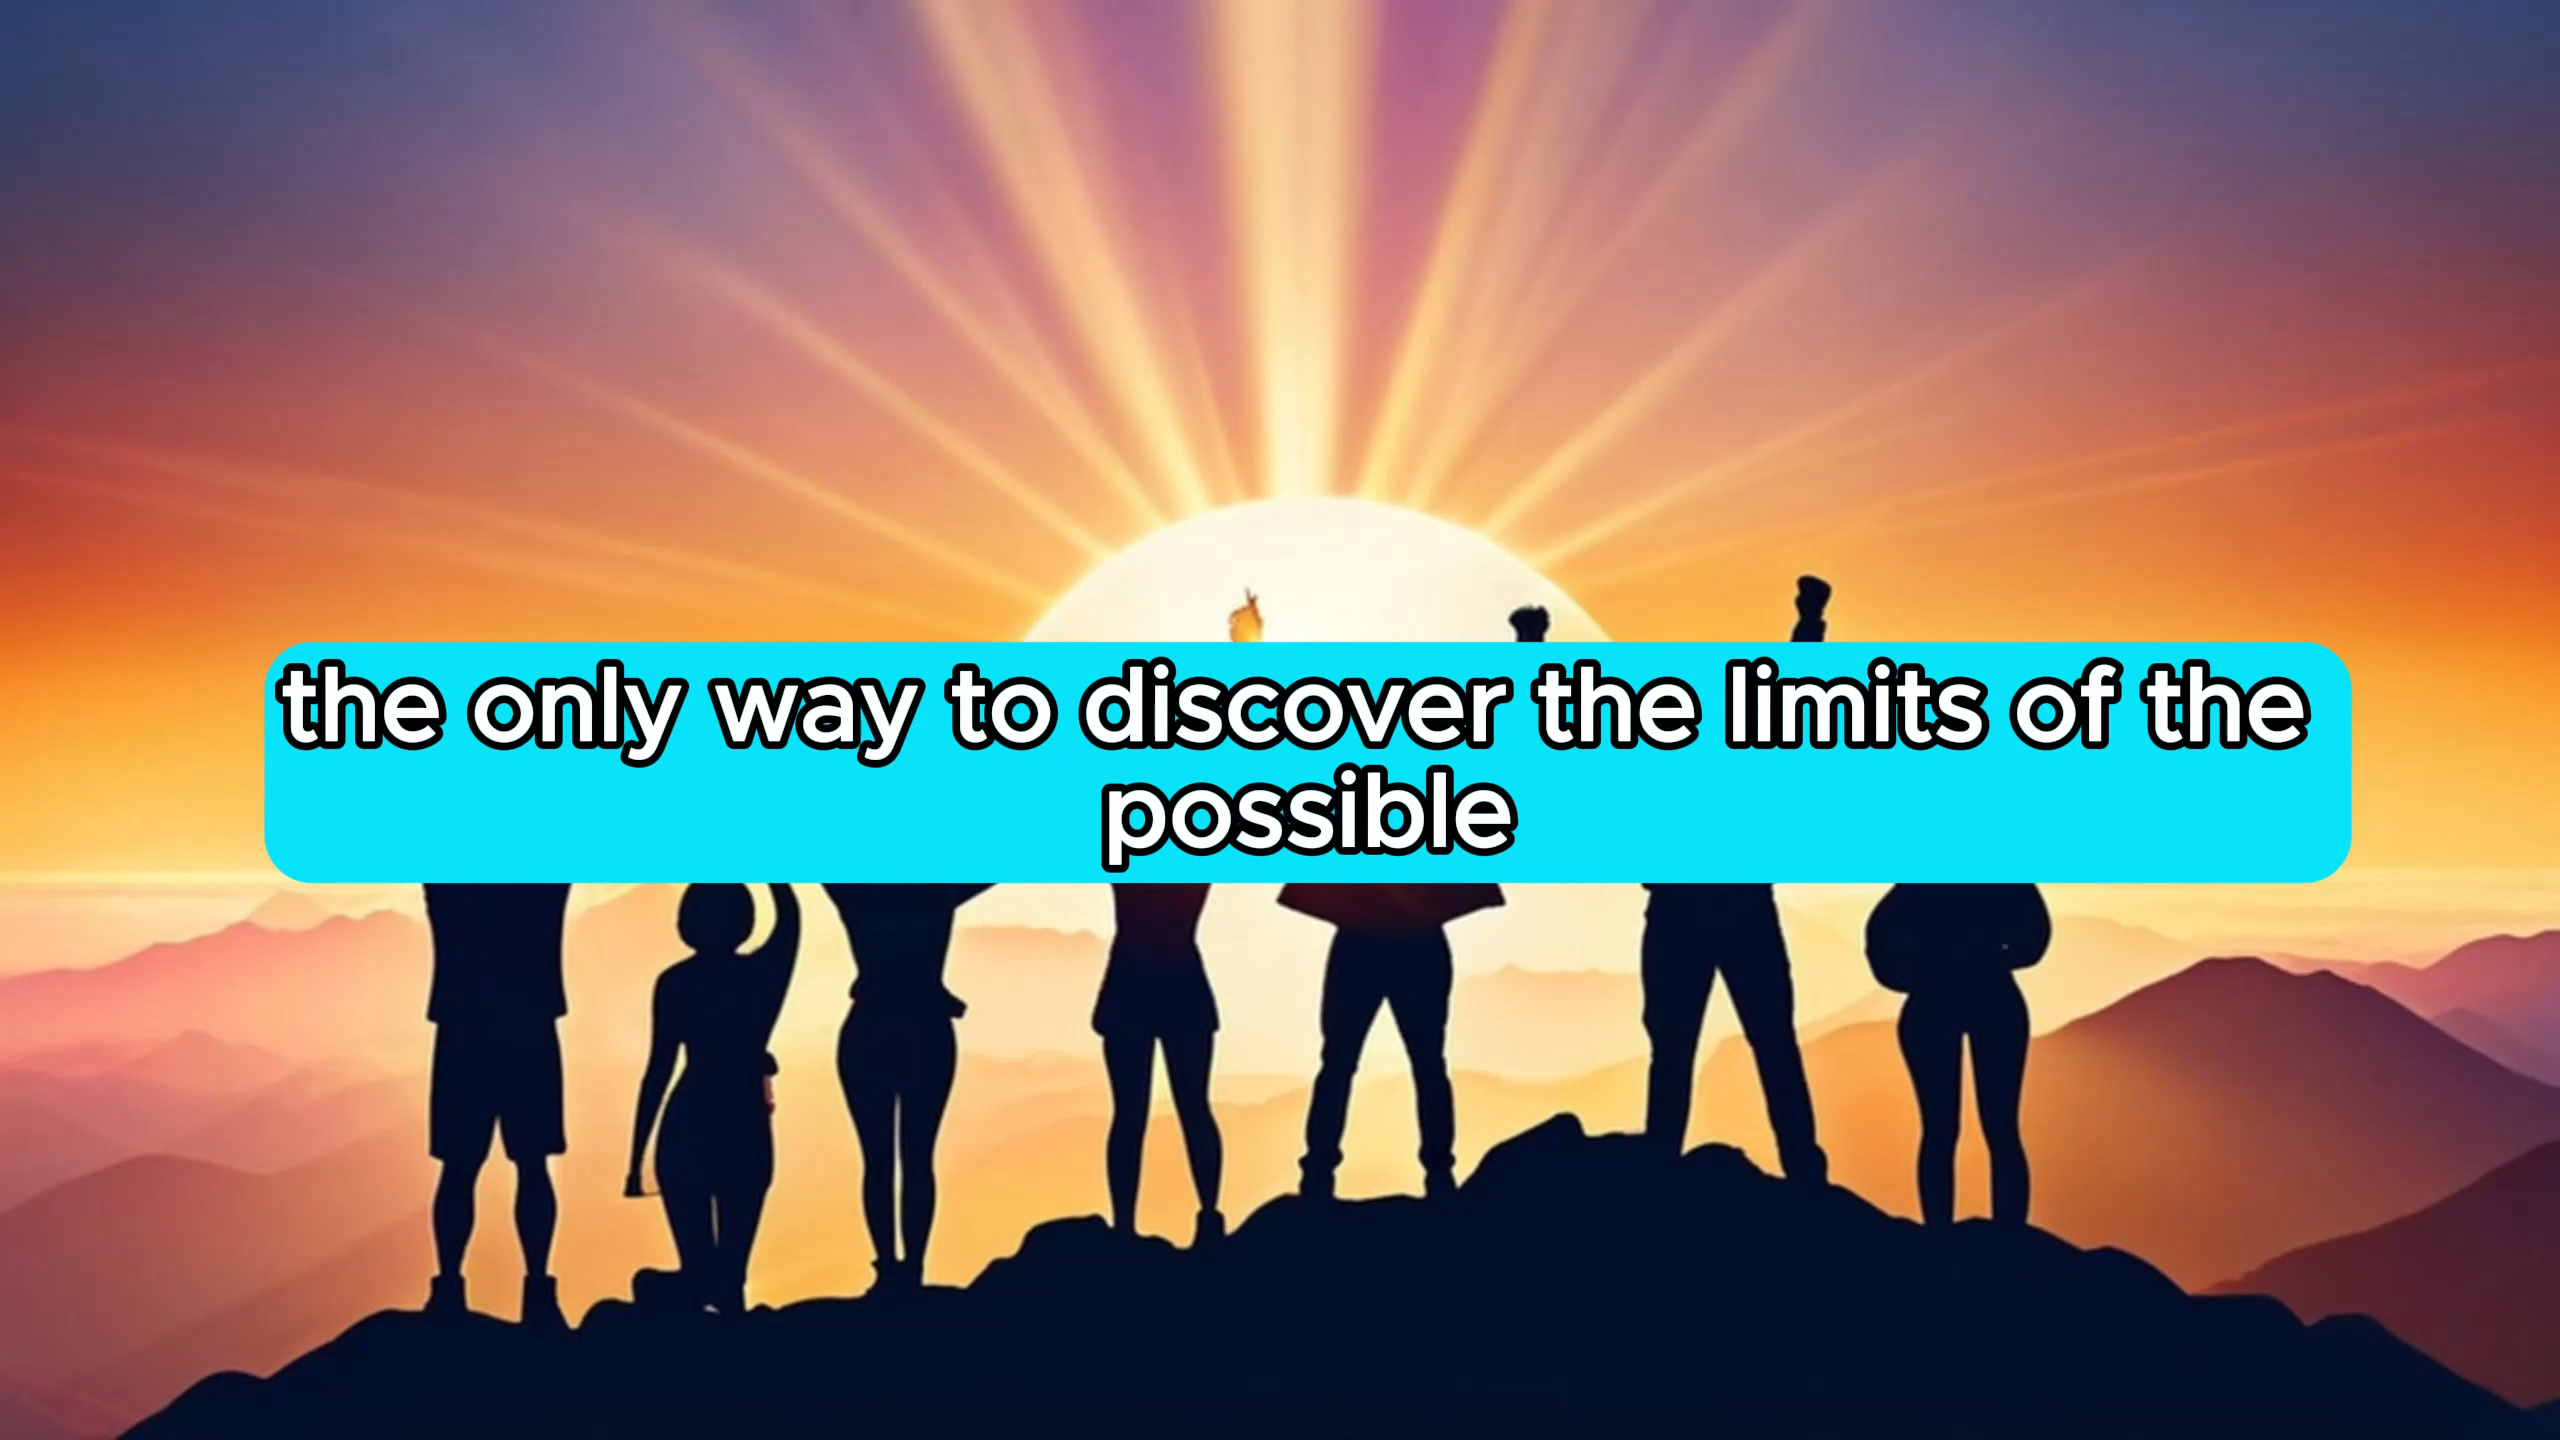 the only way to discover the limits of the
possible